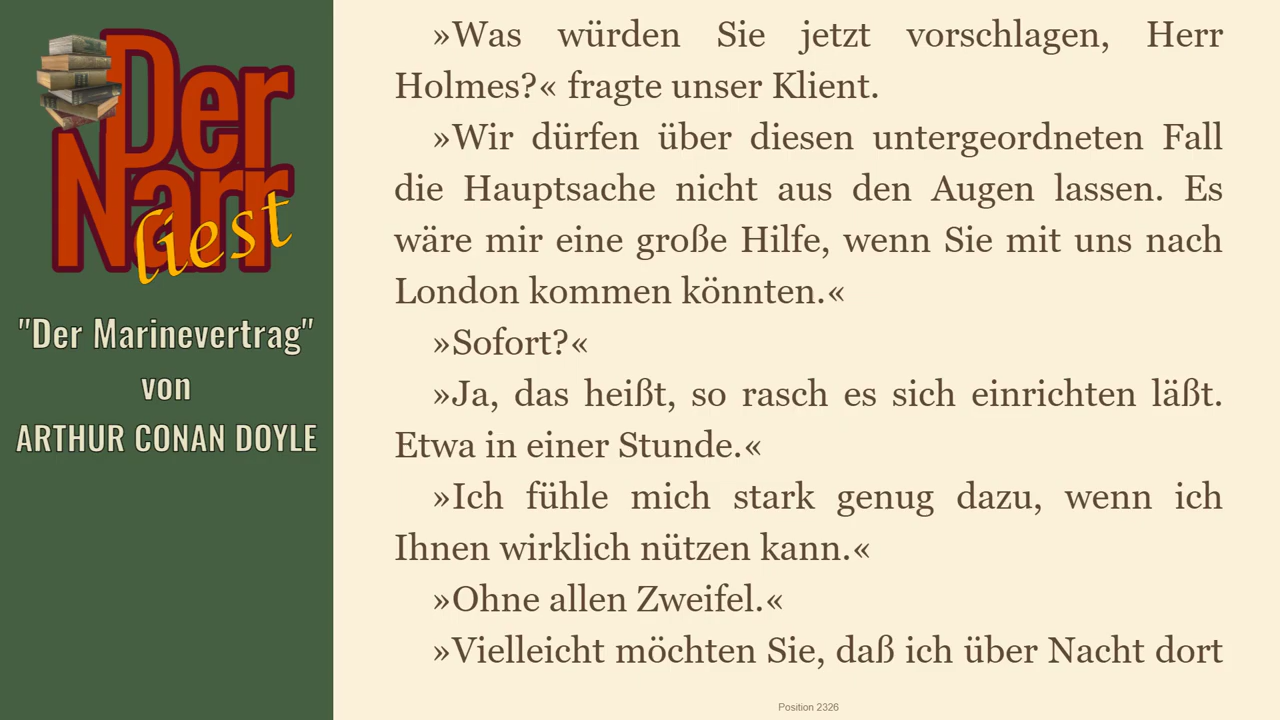 Der
Narr
liest
"Der Marinevertrag"
von
ARTHUR CONAN DOYLE
»Was würden Sie jetzt vorschlagen, Herr
Holmes?« fragte unser Klient.
»Wir dürfen über diesen untergeordneten Fall
die Hauptsache nicht aus den Augen lassen. Es
wäre mir eine große Hilfe, wenn Sie mit uns nach
London kommen könnten.«
»Sofort?«
»Ja, das heißt, so rasch es sich einrichten läßt.
Etwa in einer Stunde.«
»Ich fühle mich stark genug dazu, wenn ich
Ihnen wirklich nützen kann.«
»Ohne allen Zweifel.«
»Vielleicht möchten Sie, daß ich über Nacht dort
Position 2326